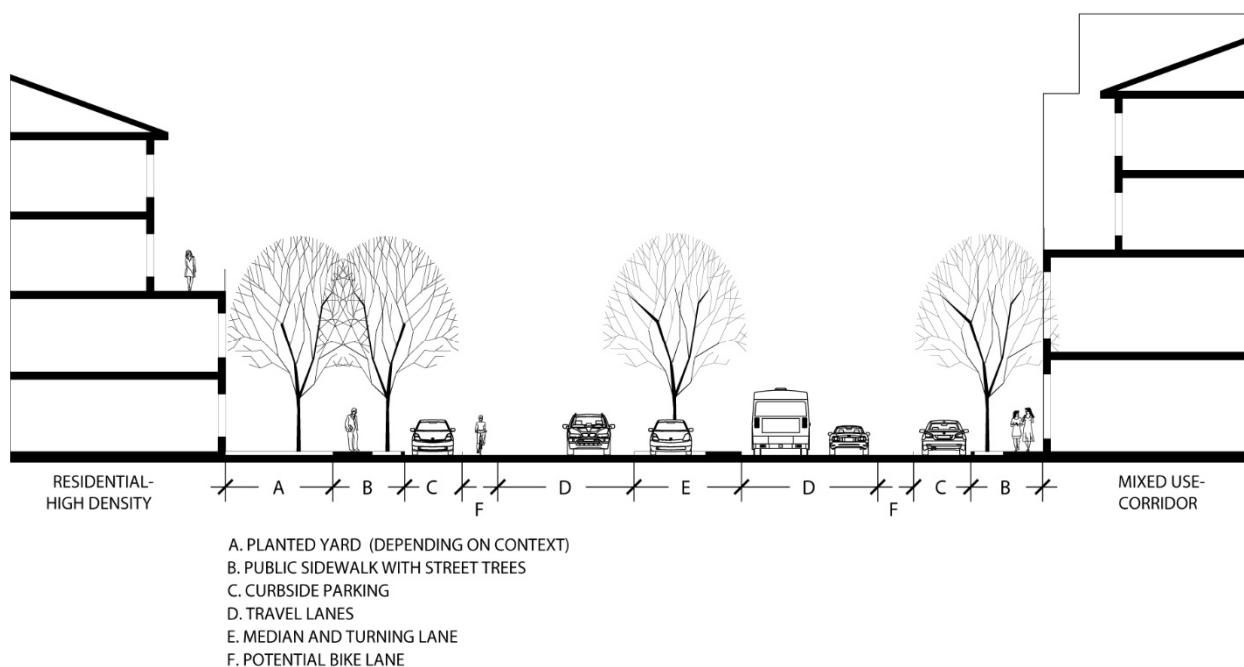 RESIDENTIAL-
HIGH DENSITY
A B C F D E D F C B
MIXED USE-
CORRIDOR
A. PLANTED YARD (DEPENDING ON CONTEXT)
B. PUBLIC SIDEWALK WITH STREET TREES
C. CURBSIDE PARKING
D. TRAVEL LANES
E. MEDIAN AND TURNING LANE
F. POTENTIAL BIKE LANE